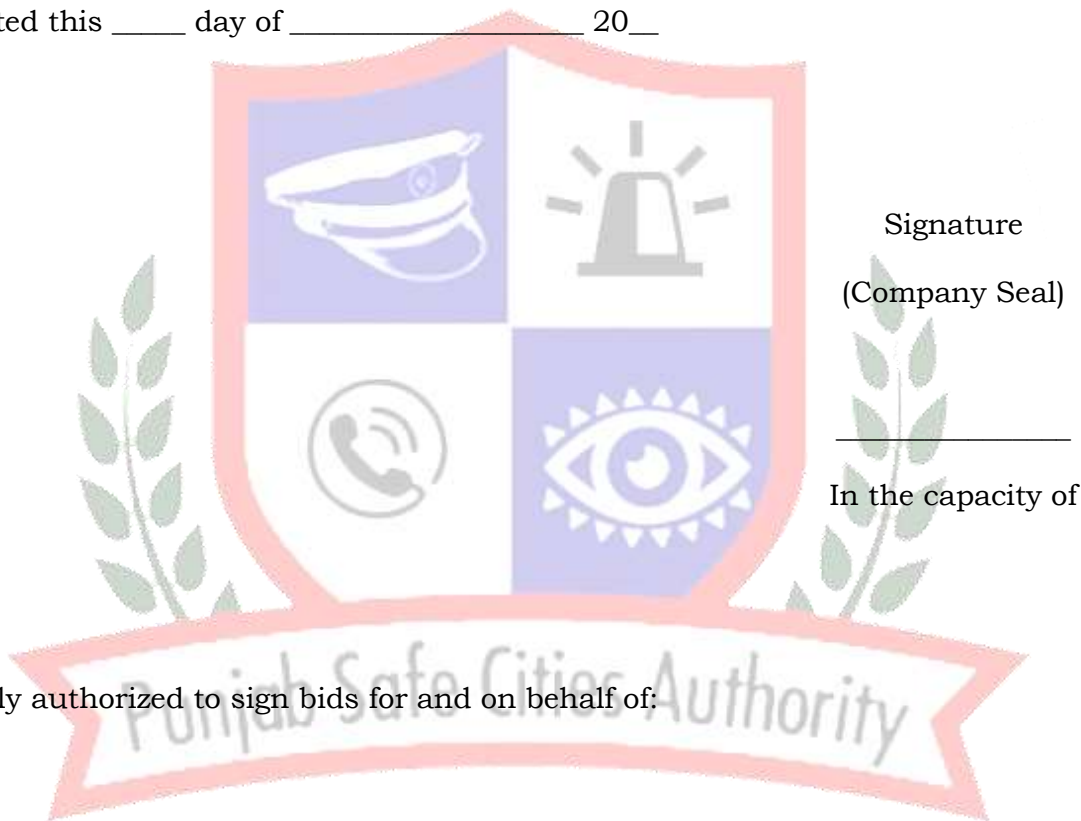 ted this _____ day of ____________________ 20__
Signature
(Company Seal)
________________
In the capacity of
ly authorized to sign bids for and on behalf of:
Punjab Safe Cities Authority